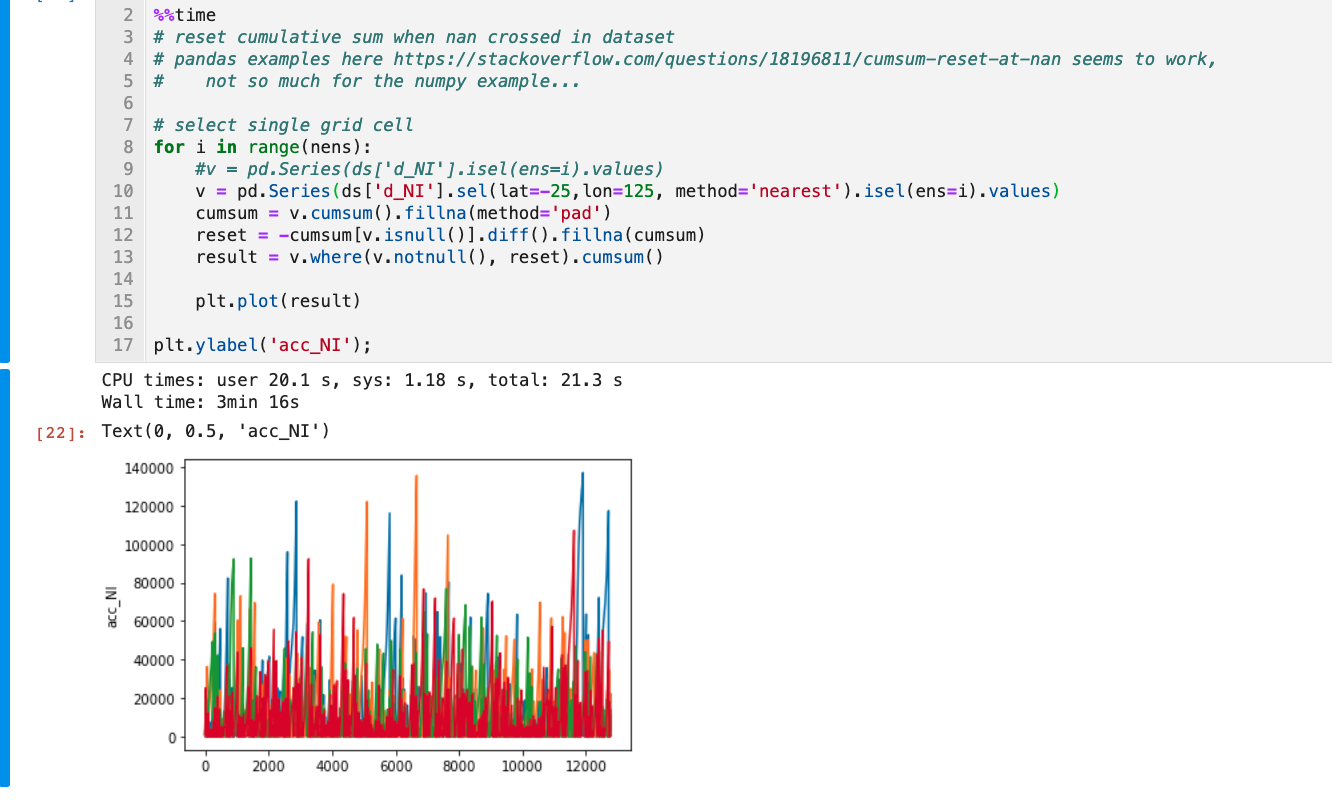 2 %%time
3 # reset cumulative sum when nan crossed in dataset
4 # pandas examples here https://stackoverflow.com/questions/18196811/cumsum-reset-at-nan seems to work,
5 #    not so much for the numpy example...
6
7 # select single grid cell
8 for i in range(nens):
9     #v = pd.Series(ds['d_NI'].isel(ens=i).values)
10     v = pd.Series(ds['d_NI'].sel(lat=-25,lon=125, method='nearest').isel(ens=i).values)
11     cumsum = v.cumsum().fillna(method='pad')
12     reset = -cumsum[v.isnull()].diff().fillna(cumsum)
13     result = v.where(v.notnull(), reset).cumsum()
14
15     plt.plot(result)
16
17 plt.ylabel('acc_NI');
CPU times: user 20.1 s, sys: 1.18 s, total: 21.3 s
Wall time: 3min 16s
[22]: Text(0, 0.5, 'acc_NI')
140000
120000
100000
80000
60000
40000
20000
0
acc_NI
0 2000 4000 6000 8000 10000 12000